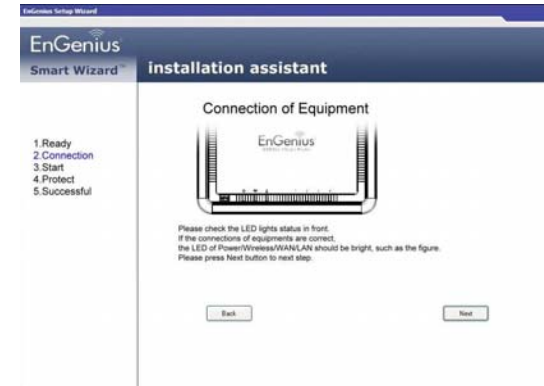 EnGenius Setup Wizard
EnGenius
Smart Wizard™
installation assistant
Connection of Equipment
EnGenius
1.Ready
2.Connection
3.Start
4.Protect
5.Successful
Please check the LED lights status in front.
If the connections of equipments are correct,
the LED of Power/Wireless/WAN/LAN should be bright, such as the figure.
Please press Next button to next step.
Back
Next